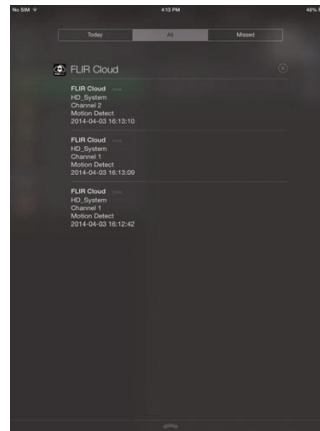 No SIM
4:13 PM
48%
Today
All
Missed
FLIR Cloud
FLIR Cloud
HD_System
Channel 2
Motion Detect
2014-04-03 16:13:10
FLIR Cloud
HD_System
Channel 1
Motion Detect
2014-04-03 16:13:09
FLIR Cloud
HD_System
Channel 1
Motion Detect
2014-04-03 16:12:42